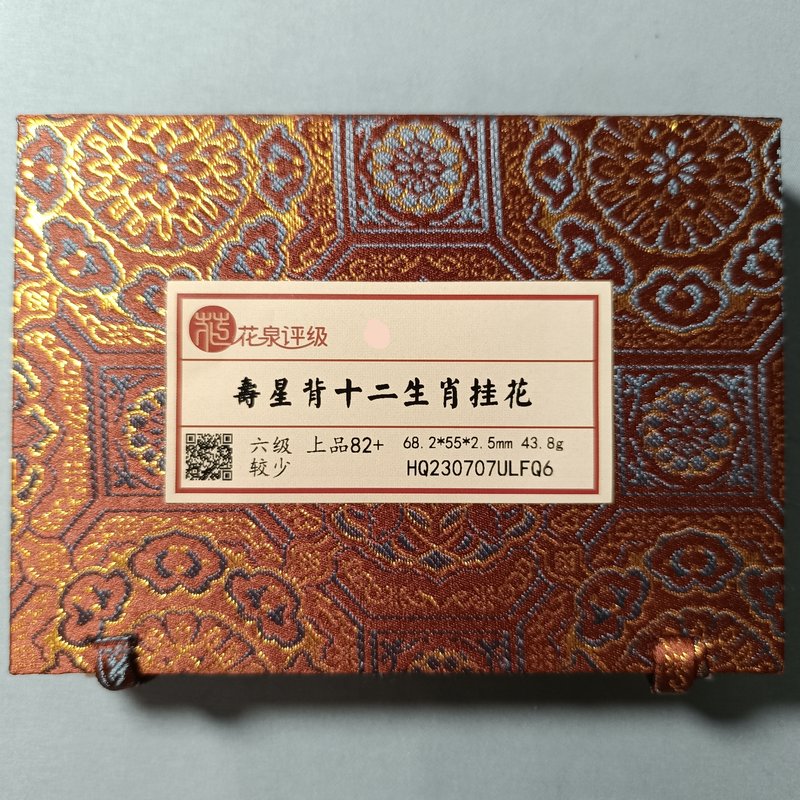 花泉评级
壽星背十二生肖挂花
六级 上品82+ 68.2*55*2.5mm 43.8g
较少 HQ230707ULFQ6